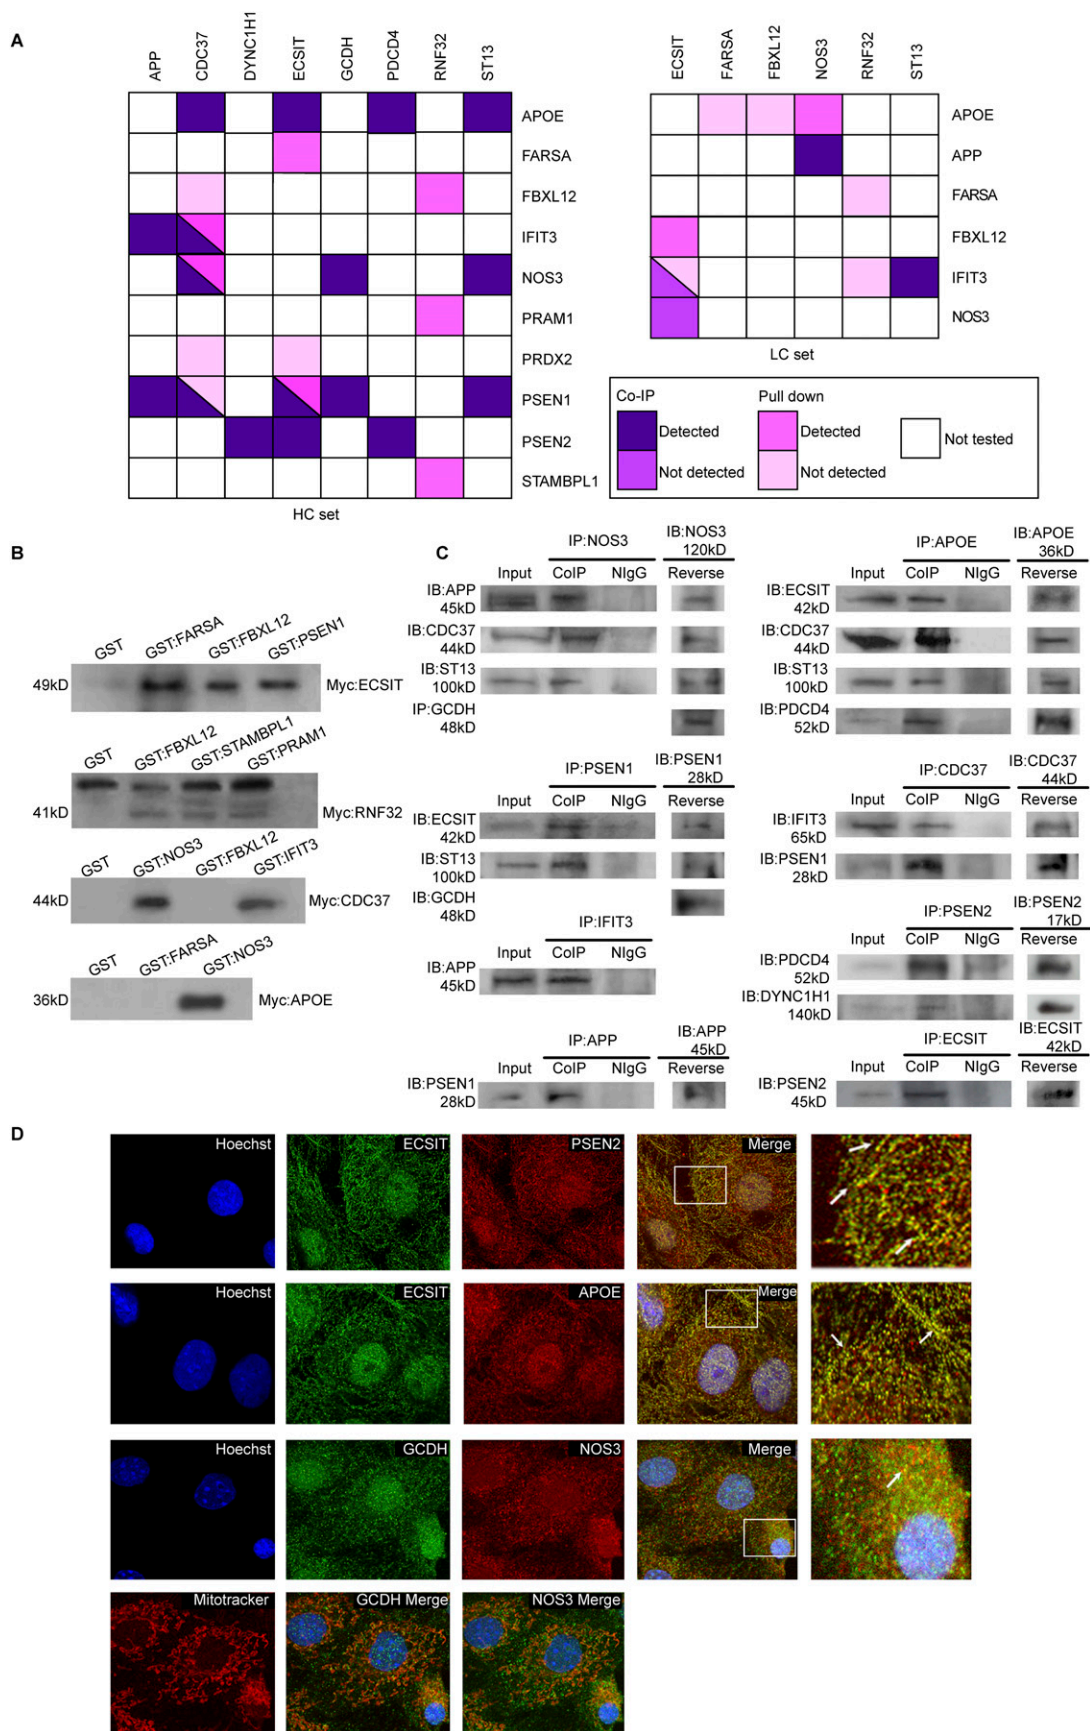 A
APP
CDC37
DYNC1H1
ECSIT
GCDH
PDCD4
RNF32
ST13
APOE
FARSA
FBXL12
IFIT3
NOS3
PRAM1
PRDX2
PSEN1
PSEN2
STAMBPL1
HC set
ECSIT
FARSA
FBXL12
NOS3
RNF32
ST13
APOE
APP
FARSA
FBXL12
IFIT3
NOS3
LC set
Co-IP
Pull down
Detected
Detected
Not tested
Not detected
Not detected
B
GST
GST:FARSA
GST:FBXL12
GST:PSEN1
49kD
Myc:ECSIT
GST
GST:FBXL12
GST:STAMBPL1
GST:PRAM1
41kD
Myc:RNF32
GST
GST:NOS3
GST:FBXL12
GST:IFIT3
44kD
Myc:CDC37
GST
GST:FARSA
GST:NOS3
36kD
Myc:APOE
C
IP:NOS3
IB:NOS3
120kD
Input
CoIP
NIgG
Reverse
IB:APP
45kD
IB:CDC37
44kD
IB:ST13
100kD
IP:GCDH
48kD
IP:PSEN1
IB:PSEN1
28kD
Input
CoIP
NIgG
Reverse
IB:ECSIT
42kD
IB:ST13
100kD
IB:GCDH
48kD
IP:IFIT3
Input
CoIP
NIgG
IB:APP
45kD
IP:APP
IB:APP
45kD
Input
CoIP
NIgG
Reverse
IB:PSEN1
28kD
IP:APOE
IB:APOE
36kD
Input
CoIP
NIgG
Reverse
IB:ECSIT
42kD
IB:CDC37
44kD
IB:ST13
100kD
IB:PDCD4
52kD
IP:CDC37
IB:CDC37
44kD
Input
CoIP
NIgG
Reverse
IB:IFIT3
65kD
IB:PSEN1
28kD
IP:PSEN2
IB:PSEN2
17kD
Input
CoIP
NIgG
Reverse
IB:PDCD4
52kD
IB:DYNC1H1
140kD
IP:ECSIT
IB:ECSIT
42kD
Input
CoIP
NIgG
Reverse
IB:PSEN2
45kD
D
Hoechst
ECSIT
PSEN2
Merge
Hoechst
ECSIT
APOE
Merge
Hoechst
GCDH
NOS3
Merge
Mitotracker
GCDH Merge
NOS3 Merge